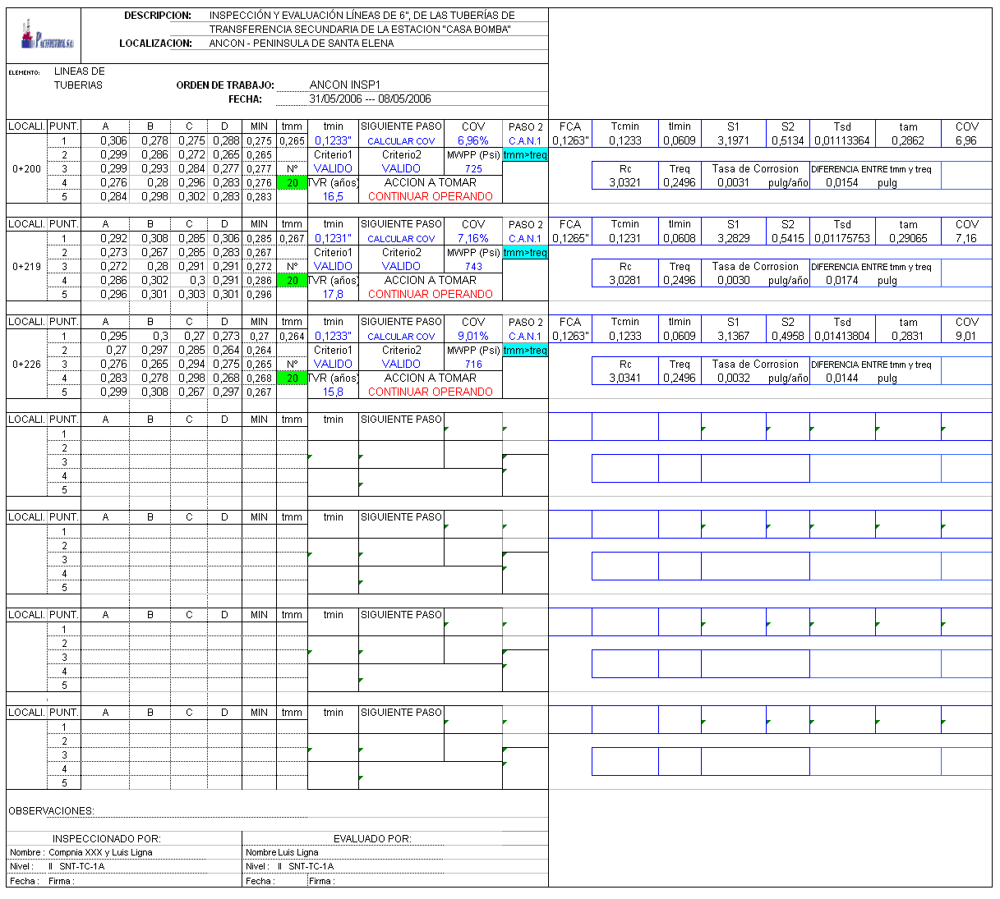 DESCRIPCION: INSPECCIÓN Y EVALUACIÓN LÍNEAS DE 6", DE LAS TUBERÍAS DE
TRANSFERENCIA SECUNDARIA DE LA ESTACION "CASA BOMBA"
LOCALIZACION: ANCON - PENINSULA DE SANTA ELENA
ELEMENTO: LINEAS DE
TUBERIAS ORDEN DE TRABAJO: ANCON INSP1
FECHA: 31/05/2006 --- 08/05/2006
LOCALI. PUNT. A B C D MIN tmm tmin SIGUIENTE PASO COV PASO 2 FCA Tcmin tlmin S1 S2 Tsd tam COV
1 0,306 0,278 0,275 0,288 0,275 0,265 0,1233" CALCULAR COV 6,96% C.A.N.1 0,1263" 0,1233 0,0609 3,1971 0,5134 0,01113364 0,2862 6,96
2 0,299 0,286 0,272 0,265 0,265 Criterio1 Criterio2 MWPP (Psi) tmm>treq
0+200 3 0,299 0,293 0,284 0,277 0,277 Nº VALIDO VALIDO 725 Rc Treq Tasa de Corrosion DIFERENCIA ENTRE tmm y treq
4 0,276 0,28 0,296 0,283 0,276 20 TVR (años) ACCION A TOMAR 3,0321 0,2496 0,0031 pulg/año 0,0154 pulg
5 0,284 0,298 0,302 0,283 0,283 16,5 CONTINUAR OPERANDO
LOCALI. PUNT. A B C D MIN tmm tmin SIGUIENTE PASO COV PASO 2 FCA Tcmin tlmin S1 S2 Tsd tam COV
1 0,292 0,308 0,285 0,306 0,285 0,267 0,1231" CALCULAR COV 7,16% C.A.N.1 0,1265" 0,1231 0,0608 3,2829 0,5415 0,01175753 0,29065 7,16
2 0,273 0,267 0,285 0,283 0,267 Criterio1 Criterio2 MWPP (Psi) tmm>treq
0+219 3 0,272 0,28 0,291 0,291 0,272 Nº VALIDO VALIDO 743 Rc Treq Tasa de Corrosion DIFERENCIA ENTRE tmm y treq
4 0,286 0,302 0,3 0,291 0,286 20 TVR (años) ACCION A TOMAR 3,0281 0,2496 0,0030 pulg/año 0,0174 pulg
5 0,296 0,301 0,303 0,301 0,296 17,8 CONTINUAR OPERANDO
LOCALI. PUNT. A B C D MIN tmm tmin SIGUIENTE PASO COV PASO 2 FCA Tcmin tlmin S1 S2 Tsd tam COV
1 0,295 0,3 0,27 0,273 0,27 0,264 0,1233" CALCULAR COV 9,01% C.A.N.1 0,1263" 0,1233 0,0609 3,1367 0,4958 0,01413804 0,2831 9,01
2 0,27 0,297 0,285 0,264 0,264 Criterio1 Criterio2 MWPP (Psi) tmm>treq
0+226 3 0,276 0,265 0,294 0,275 0,265 Nº VALIDO VALIDO 716 Rc Treq Tasa de Corrosion DIFERENCIA ENTRE tmm y treq
4 0,283 0,278 0,298 0,268 0,268 20 TVR (años) ACCION A TOMAR 3,0341 0,2496 0,0032 pulg/año 0,0144 pulg
5 0,299 0,308 0,267 0,297 0,267 15,8 CONTINUAR OPERANDO
LOCALI. PUNT. A B C D MIN tmm tmin SIGUIENTE PASO
1
2
3
4
5
LOCALI. PUNT. A B C D MIN tmm tmin SIGUIENTE PASO
1
2
3
4
5
LOCALI. PUNT. A B C D MIN tmm tmin SIGUIENTE PASO
1
2
3
4
5
LOCALI. PUNT. A B C D MIN tmm tmin SIGUIENTE PASO
1
2
3
4
5
OBSERVACIONES:
INSPECCIONADO POR: EVALUADO POR:
Nombre : Compnia XXX y Luis Ligna Nombre Luis Ligna
Nivel : II SNT-TC-1A Nivel : II SNT-TC-1A
Fecha : Firma : Fecha : Firma :